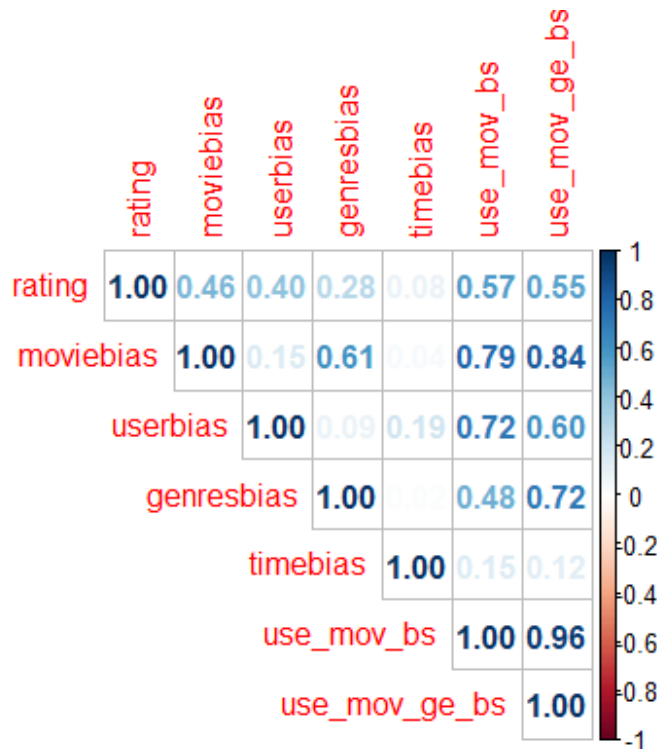 rating
moviebias
userbias
genresbias
timebias
use_mov_bs
use_mov_ge_bs
rating 1.00 0.46 0.40 0.28 0.08 0.57 0.55
moviebias 1.00 0.15 0.61 0.04 0.79 0.84
userbias 1.00 0.09 0.19 0.72 0.60
genresbias 1.00 0.02 0.48 0.72
timebias 1.00 0.15 0.12
use_mov_bs 1.00 0.96
use_mov_ge_bs 1.00
1
0.8
0.6
0.4
0.2
0
-0.2
-0.4
-0.6
-0.8
-1